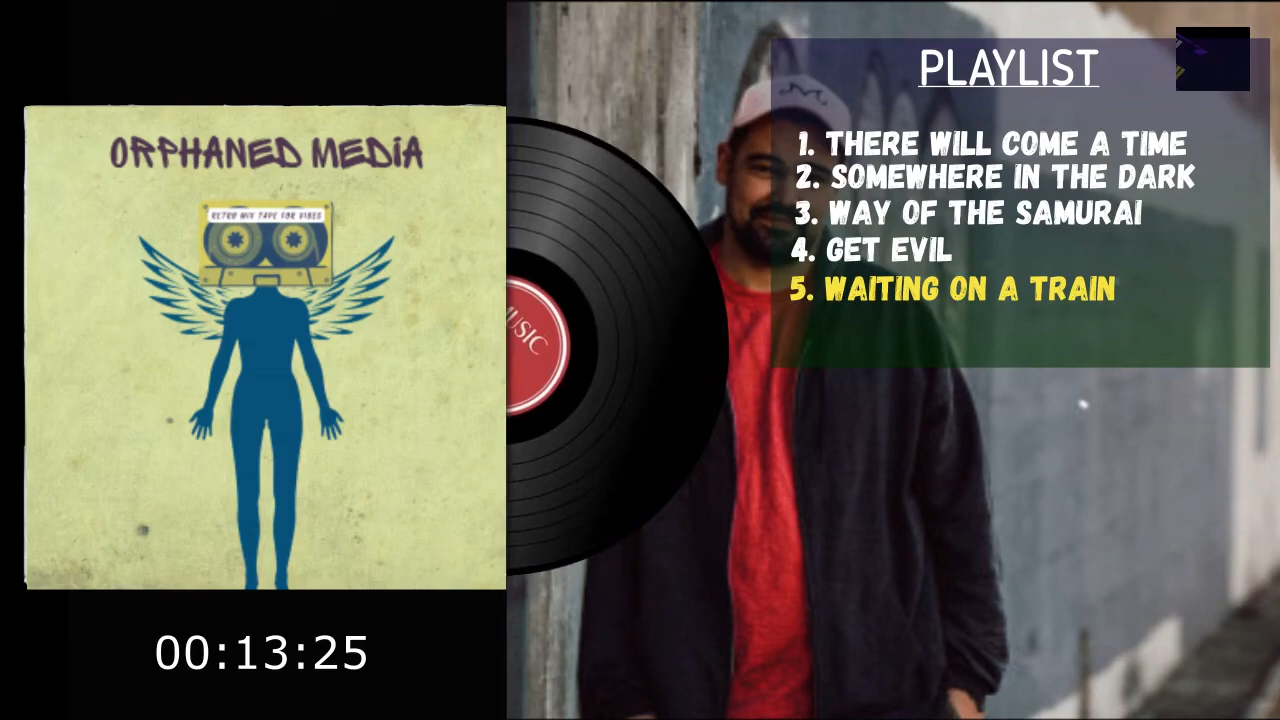 ORPHANED MEDIA
RETRO MIX TAPE FOR VIBES
MUSIC
00:13:25
PLAYLIST
1. THERE WILL COME A TIME
2. SOMEWHERE IN THE DARK
3. WAY OF THE SAMURAI
4. GET EVIL
5. WAITING ON A TRAIN